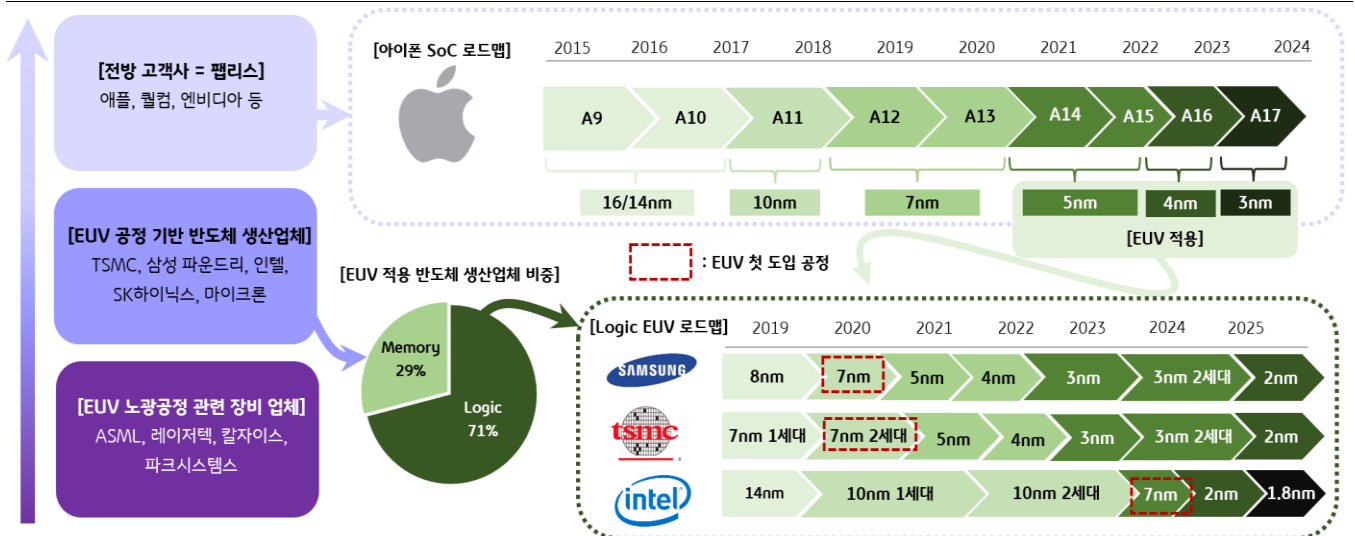 [전방 고객사 = 팹리스]
애플, 퀄컴, 엔비디아 등
[EUV 공정 기반 반도체 생산업체]
TSMC, 삼성 파운드리, 인텔,
SK하이닉스, 마이크론
[EUV 노광공정 관련 장비 업체]
ASML, 레이저텍, 칼자이스,
파크시스템스
[아이폰 SoC 로드맵] 2015 2016 2017 2018 2019 2020 2021 2022 2023 2024
A9 A10 A11 A12 A13 A14 A15 A16 A17
16/14nm 10nm 7nm 5nm 4nm 3nm
[EUV 적용]
: EUV 첫 도입 공정
[EUV 적용 반도체 생산업체 비중]
Memory
29%
Logic
71%
[Logic EUV 로드맵] 2019 2020 2021 2022 2023 2024 2025
SAMSUNG 8nm 7nm 5nm 4nm 3nm 3nm 2세대 2nm
tsmc 7nm 1세대 7nm 2세대 5nm 4nm 3nm 3nm 2세대 2nm
intel 14nm 10nm 1세대 10nm 2세대 7nm 2nm 1.8nm